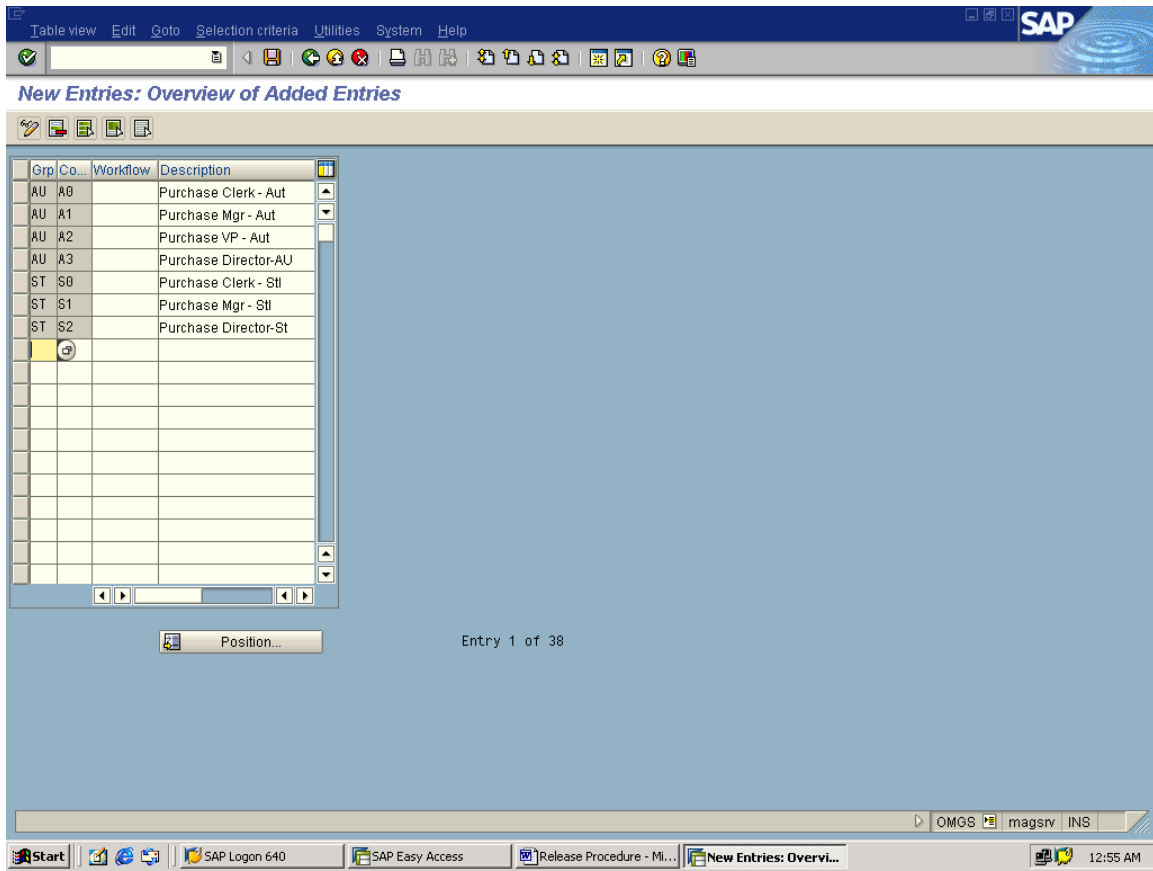 Table view Edit Goto Selection criteria Utilities System Help
SAP
New Entries: Overview of Added Entries
Grp Co... Workflow Description
AU A0 Purchase Clerk - Aut
AU A1 Purchase Mgr - Aut
AU A2 Purchase VP - Aut
AU A3 Purchase Director-AU
ST S0 Purchase Clerk - Stl
ST S1 Purchase Mgr - Stl
ST S2 Purchase Director-St
Position... Entry 1 of 38
OMGS magsrv INS
Start SAP Logon 640 SAP Easy Access Release Procedure - Mi... New Entries: Overvi... 12:55 AM